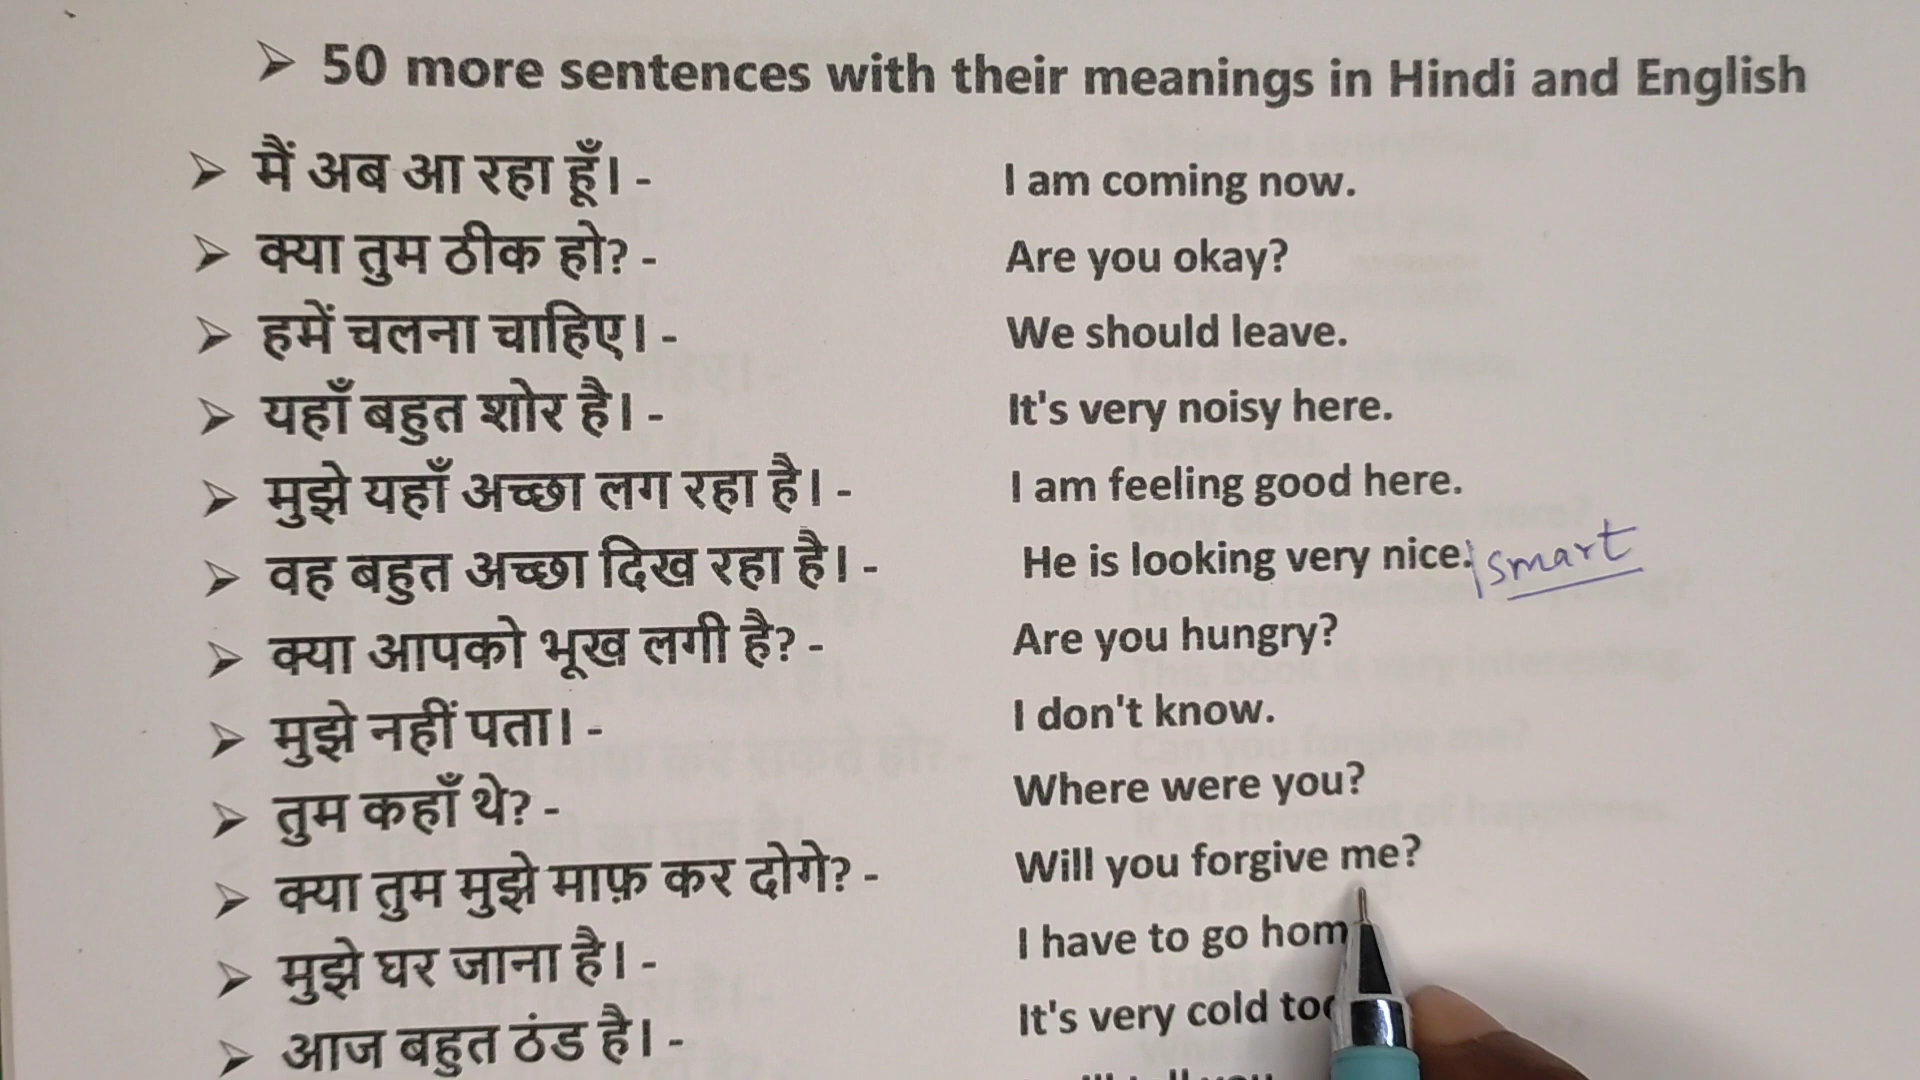 ➢ 50 more sentences with their meanings in Hindi and English
➢ मैं अब आ रहा हूँ। - I am coming now.
➢ क्या तुम ठीक हो? - Are you okay?
➢ हमें चलना चाहिए। - We should leave.
➢ यहाँ बहुत शोर है। - It's very noisy here.
➢ मुझे यहाँ अच्छा लग रहा है। - I am feeling good here.
➢ वह बहुत अच्छा दिख रहा है। - He is looking very nice. | smart
➢ क्या आपको भूख लगी है? - Are you hungry?
➢ मुझे नहीं पता। - I don't know.
➢ तुम कहाँ थे? - Where were you?
➢ क्या तुम मुझे माफ़ कर दोगे? - Will you forgive me?
➢ मुझे घर जाना है। - I have to go hom
➢ आज बहुत ठंड है। - It's very cold